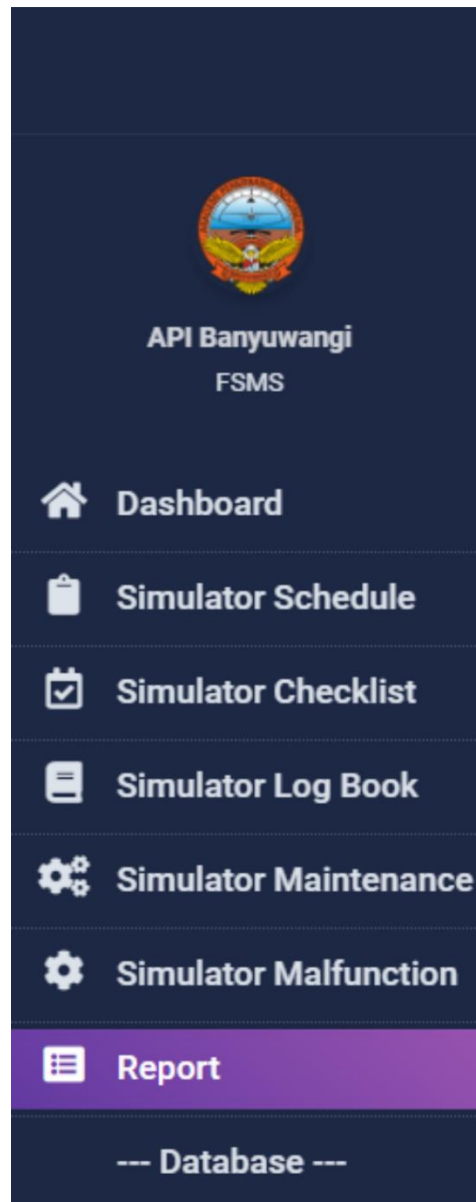 API Banyuwangi
FSMS
Dashboard
Simulator Schedule
Simulator Checklist
Simulator Log Book
Simulator Maintenance
Simulator Malfunction
Report
--- Database ---